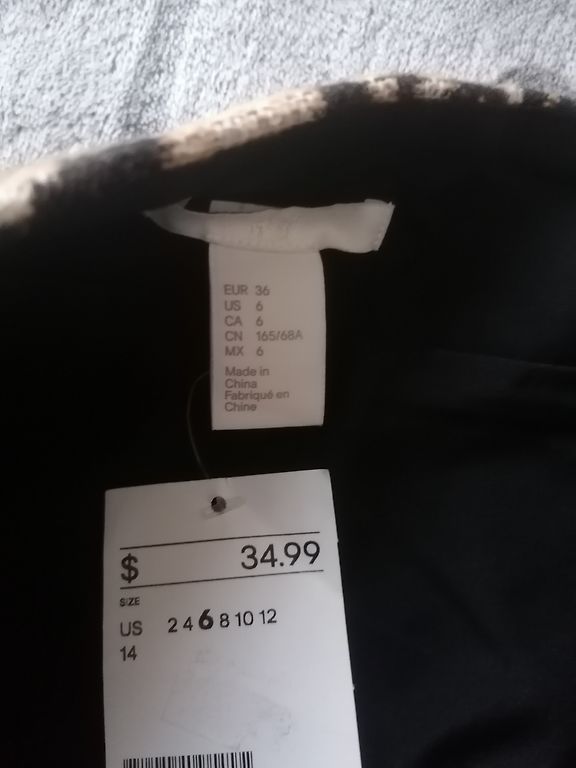 EUR 36
US 6
CA 6
CN 165/68A
MX 6
Made in
China
Fabriqué en
Chine
$ 34.99
SIZE
US 2 4 6 8 10 12
14